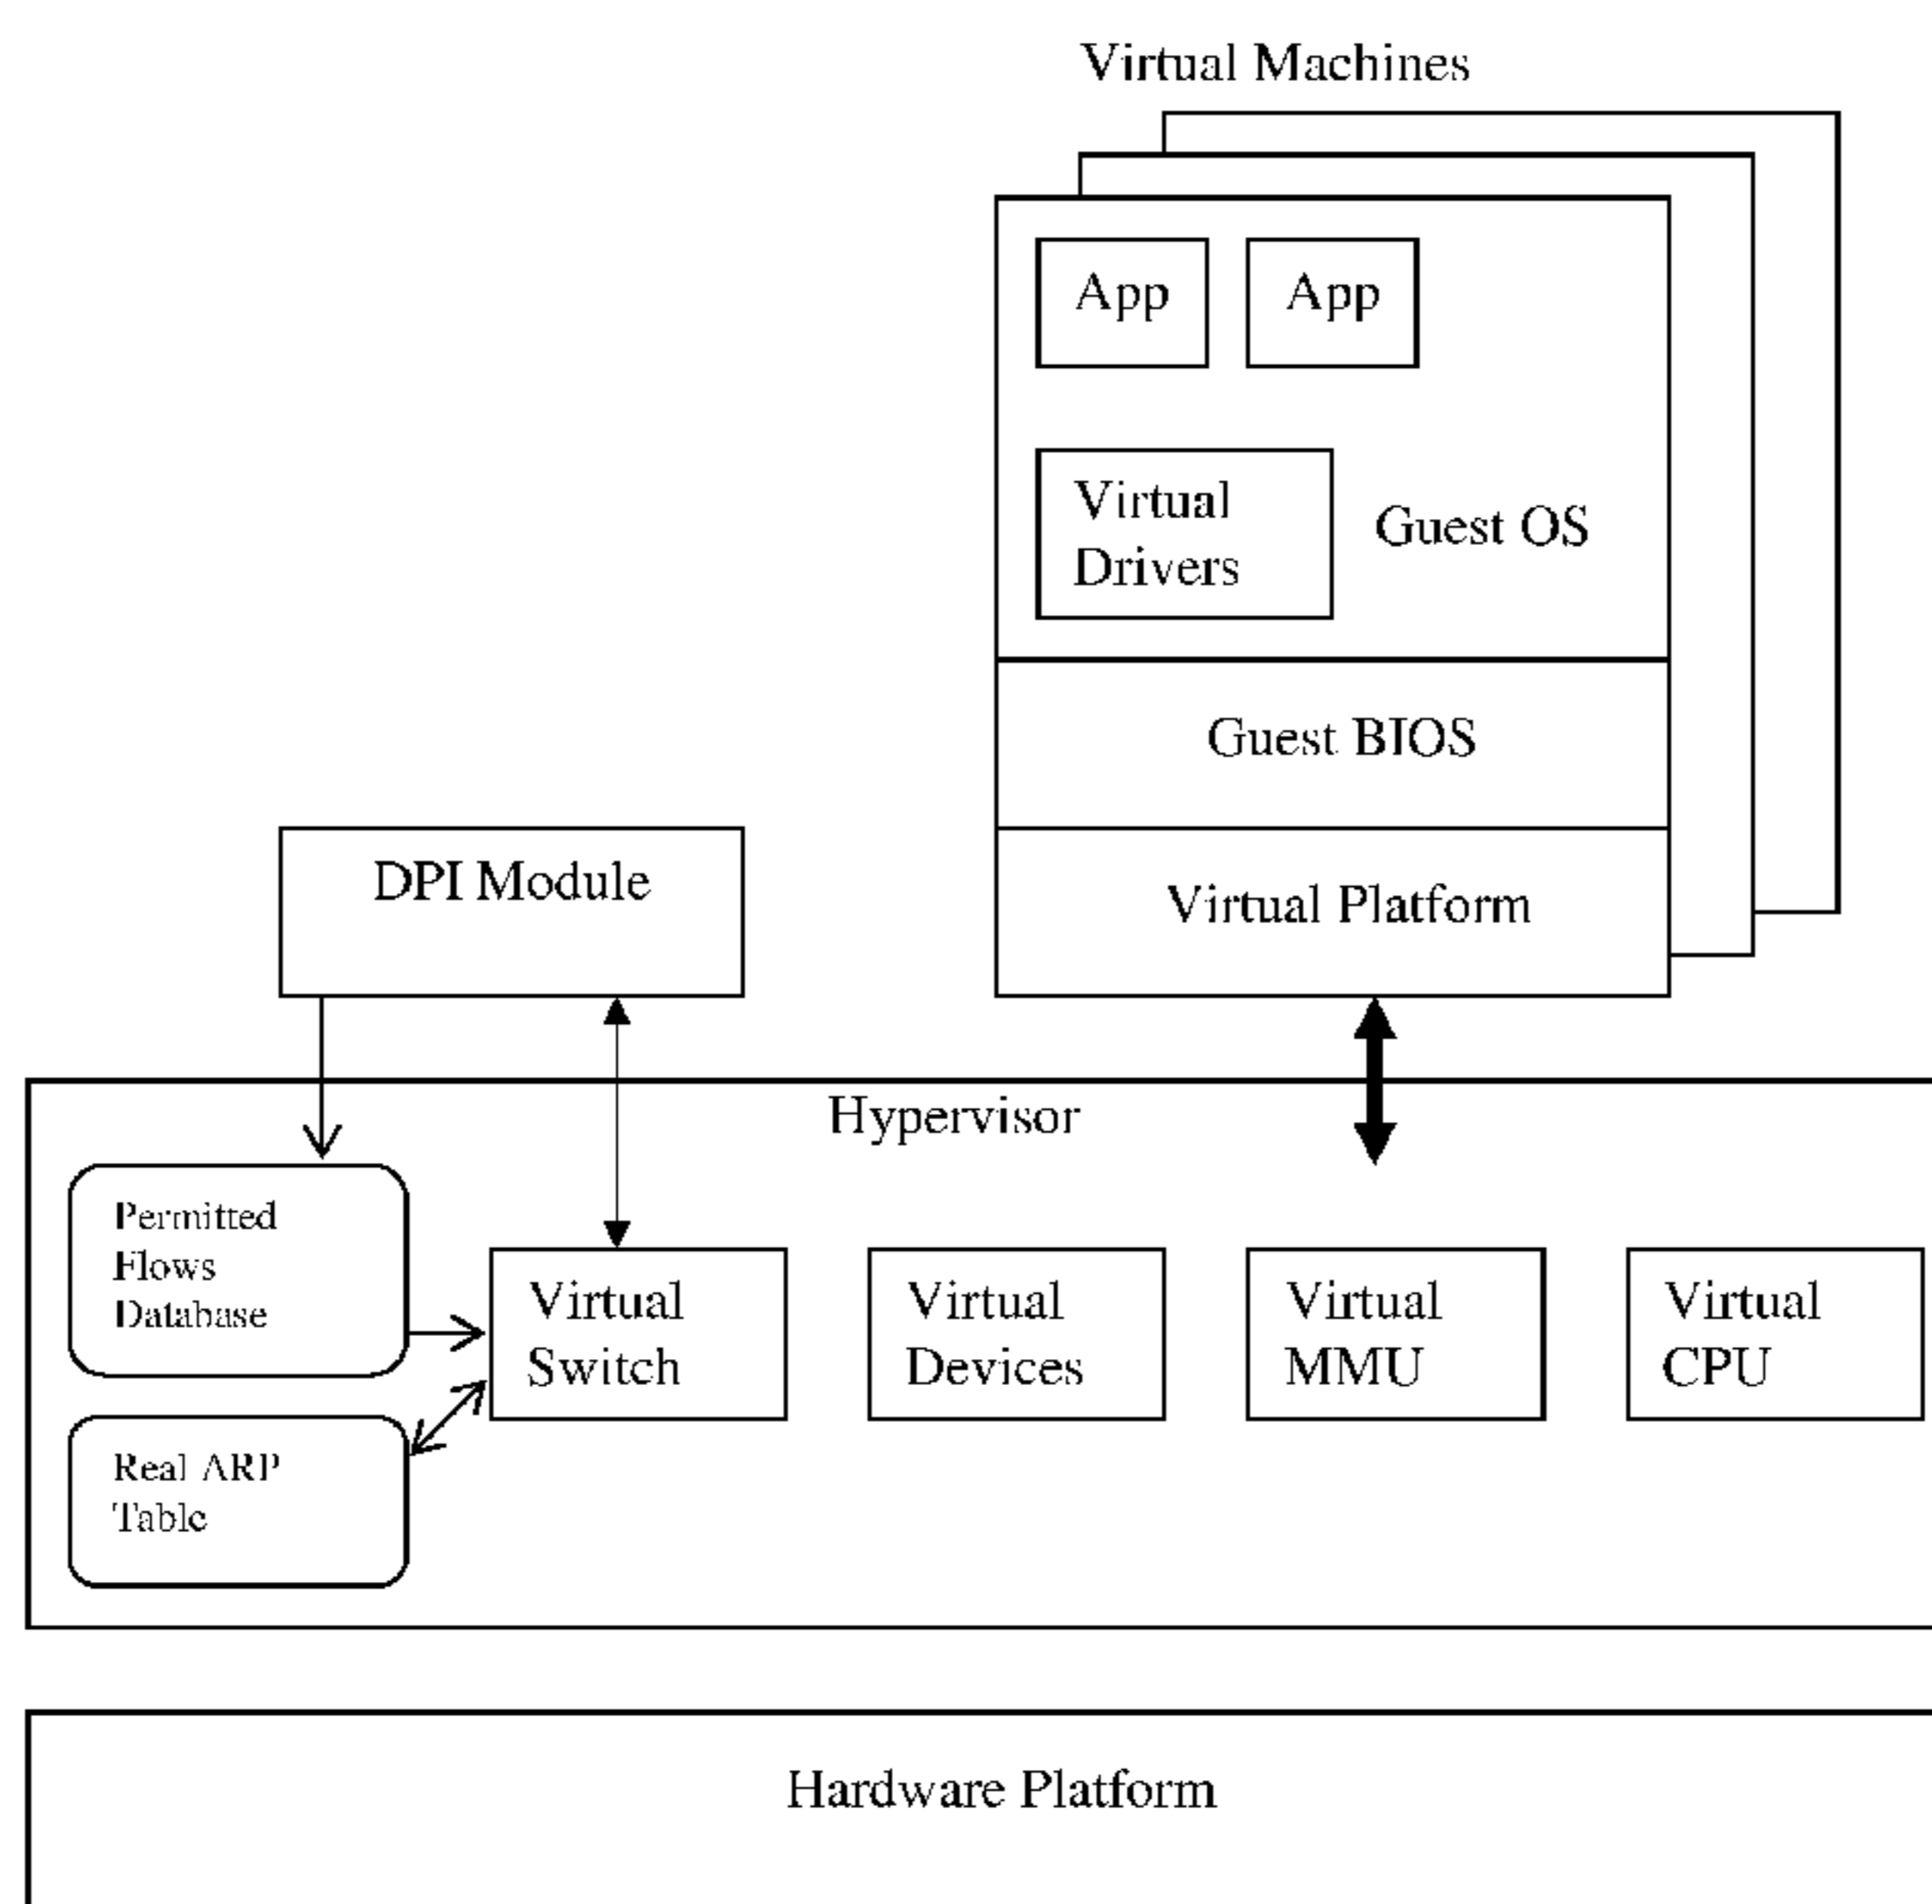 Virtual Machines
App
App
Virtual
Drivers
Guest OS
Guest BIOS
Virtual Platform
DPI Module
Hypervisor
Permitted
Flows
Database
Virtual
Switch
Virtual
Devices
Virtual
MMU
Virtual
CPU
Real ARP
Table
Hardware Platform